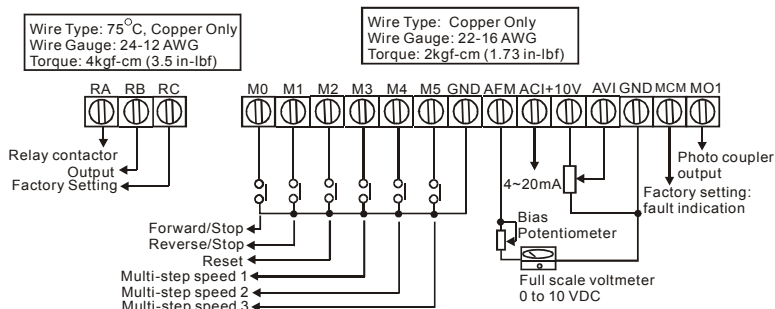 Wire Type: 75°C, Copper Only
Wire Gauge: 24-12 AWG
Torque: 4kgf-cm (3.5 in-lbf)
Wire Type: Copper Only
Wire Gauge: 22-16 AWG
Torque: 2kgf-cm (1.73 in-lbf)
RA RB RC
M0 M1 M2 M3 M4 M5 GND AFM ACI +10V AVI GND MCM MO1
Relay contactor
Output
Factory Setting
4~20mA
Photo coupler
output
Factory setting:
fault indication
Bias
Potentiometer
Forward/Stop
Reverse/Stop
Reset
Multi-step speed 1
Multi-step speed 2
Multi-step speed 3
Full scale voltmeter
0 to 10 VDC